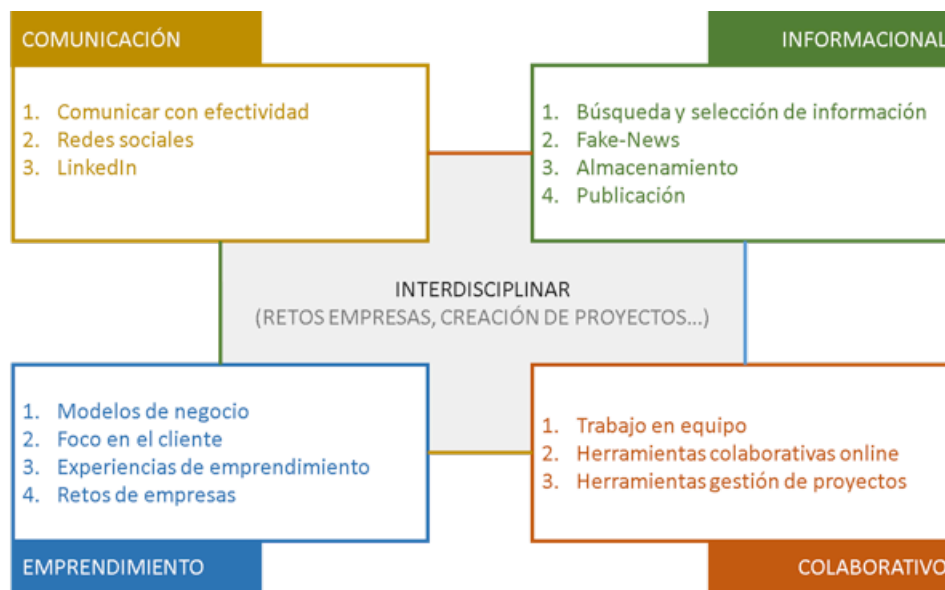 COMUNICACIÓN
1. Comunicar con efectividad
2. Redes sociales
3. LinkedIn
INFORMACIONAL
1. Búsqueda y selección de información
2. Fake-News
3. Almacenamiento
4. Publicación
INTERDISCIPLINAR
(RETOS EMPRESAS, CREACIÓN DE PROYECTOS...)
1. Modelos de negocio
2. Foco en el cliente
3. Experiencias de emprendimiento
4. Retos de empresas
EMPRENDIMIENTO
1. Trabajo en equipo
2. Herramientas colaborativas online
3. Herramientas gestión de proyectos
COLABORATIVO